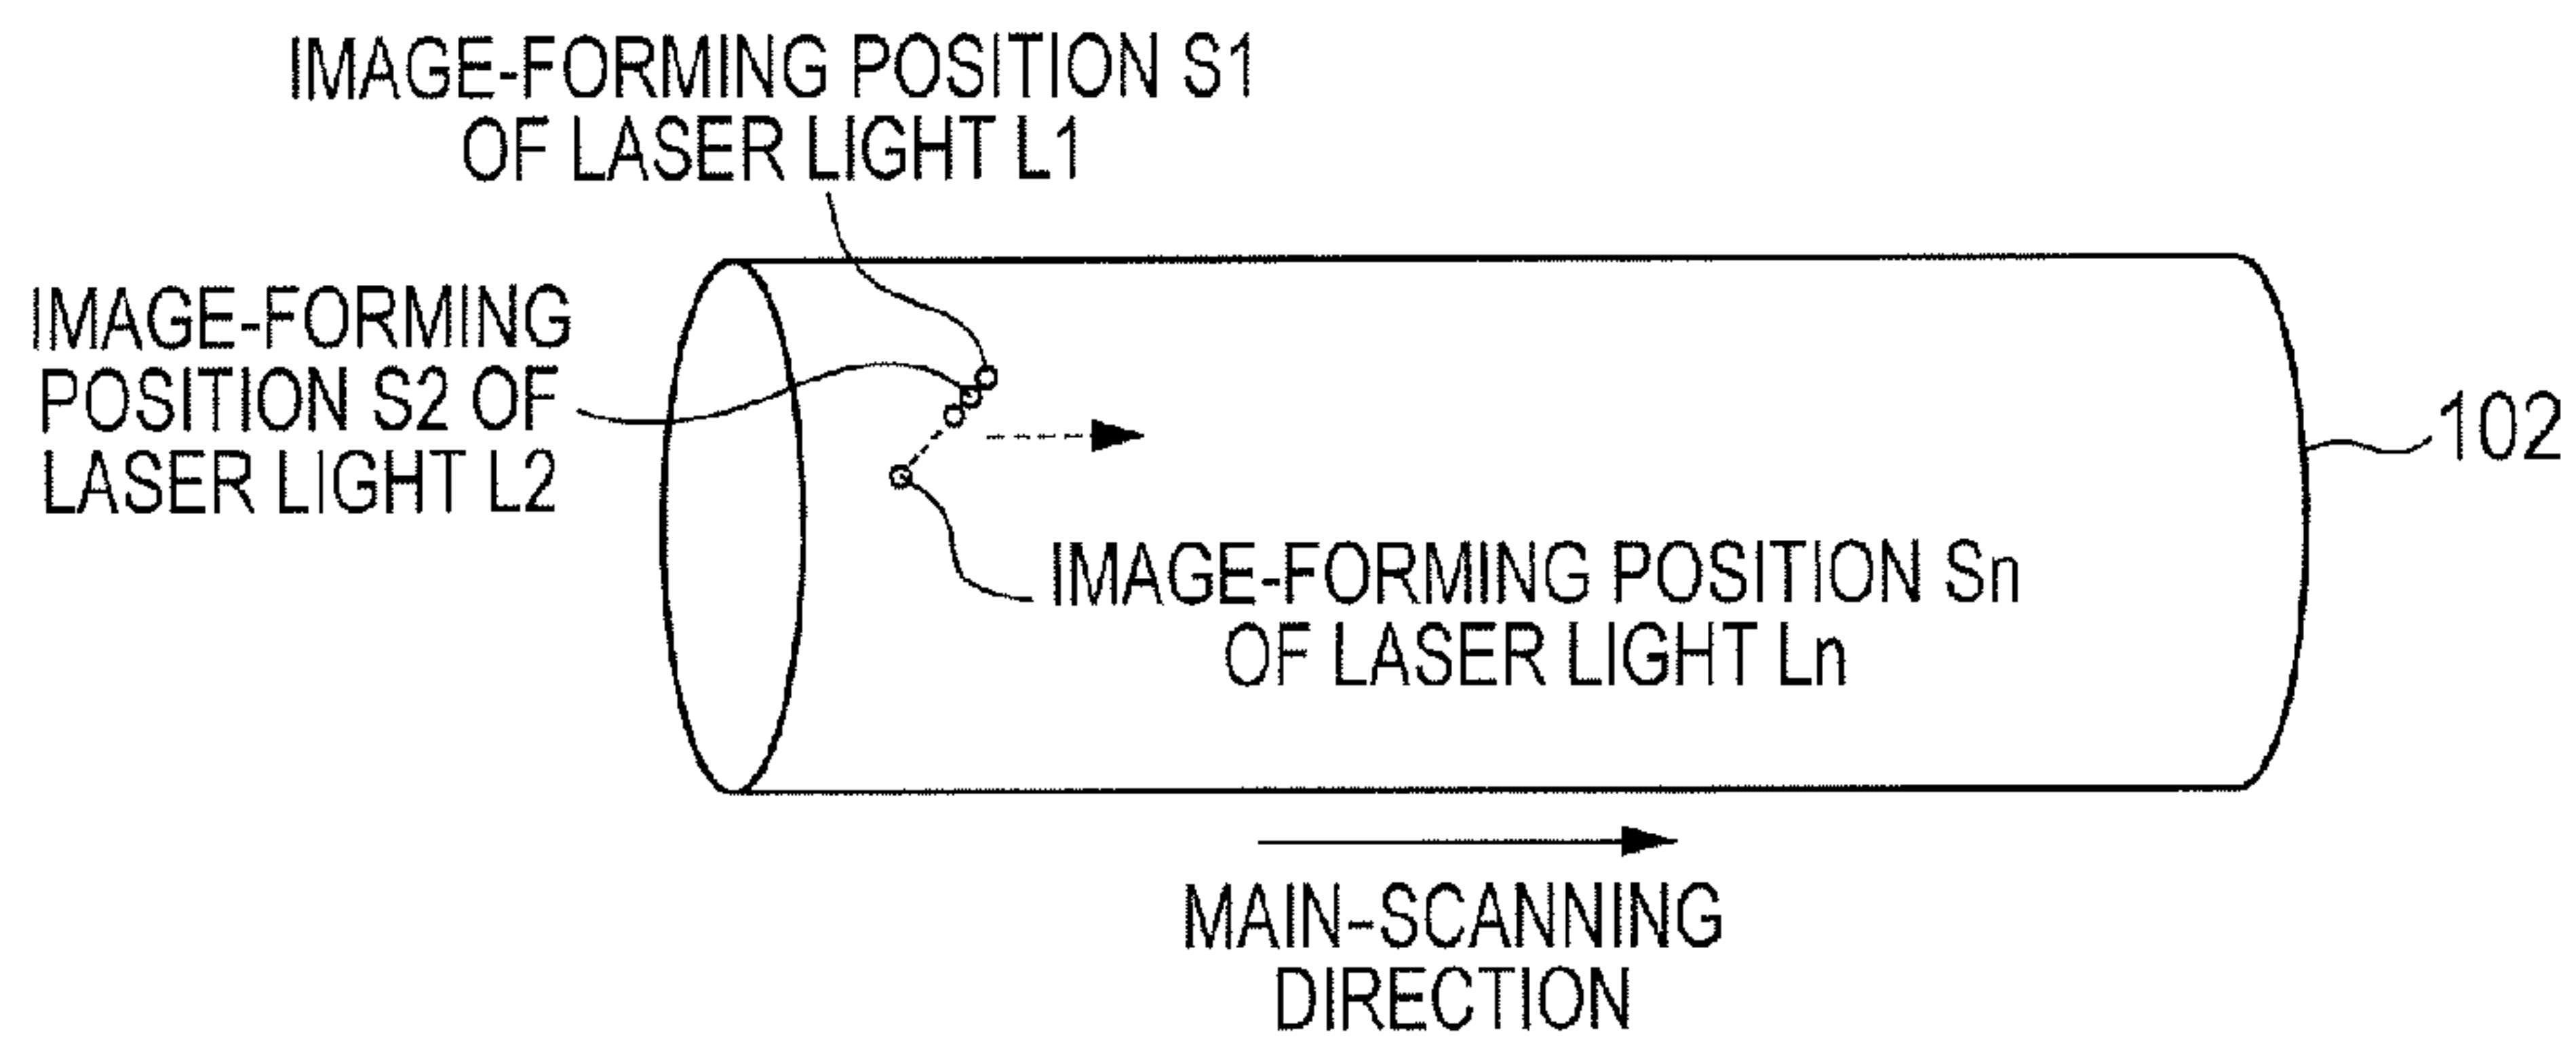 IMAGE-FORMING POSITION S1
OF LASER LIGHT L1
IMAGE-FORMING
POSITION S2 OF
LASER LIGHT L2
102
IMAGE-FORMING POSITION Sn
OF LASER LIGHT Ln
MAIN-SCANNING
DIRECTION